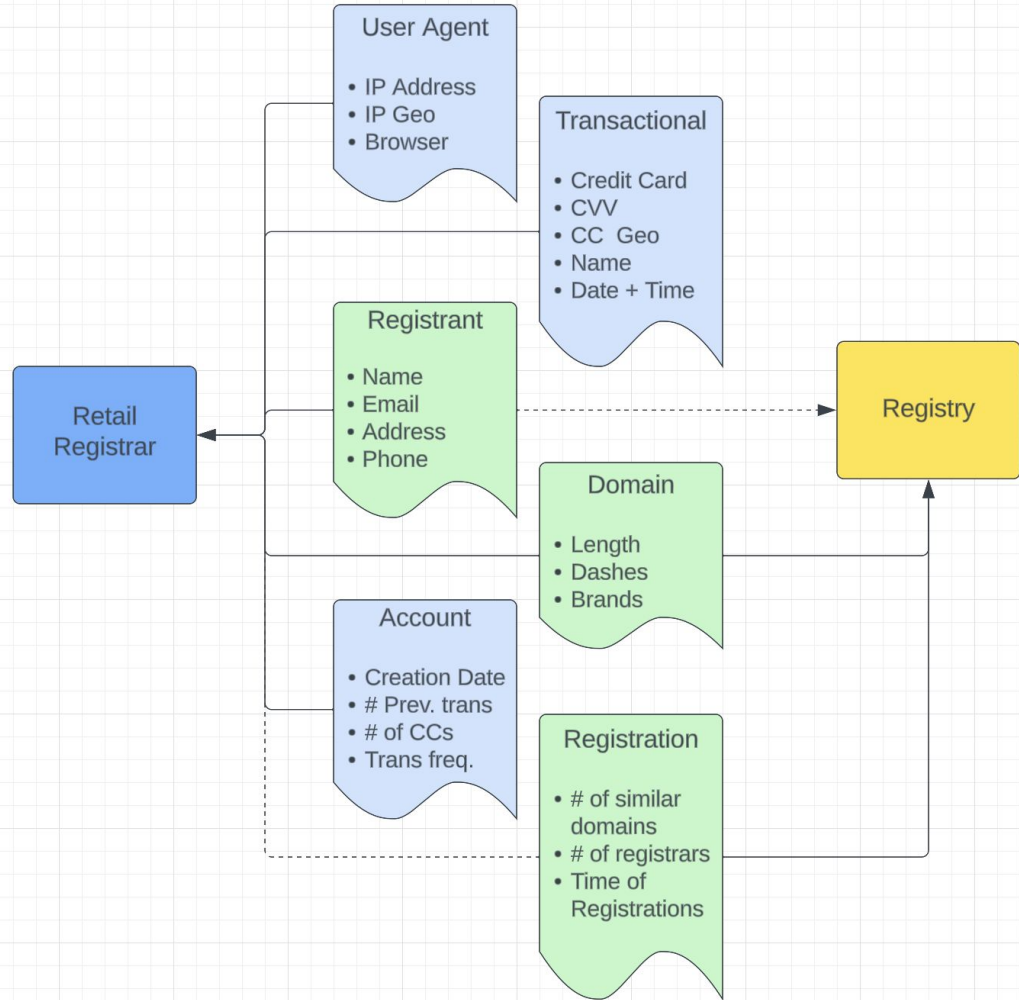 User Agent
• IP Address
• IP Geo
• Browser
Transactional
• Credit Card
• CVV
• CC  Geo
• Name
• Date + Time
Registrant
• Name
• Email
• Address
• Phone
Retail
Registrar
Registry
Domain
• Length
• Dashes
• Brands
Account
• Creation Date
• # Prev. trans
• # of CCs
• Trans freq.
Registration
• # of similar
domains
• # of registrars
• Time of
Registrations